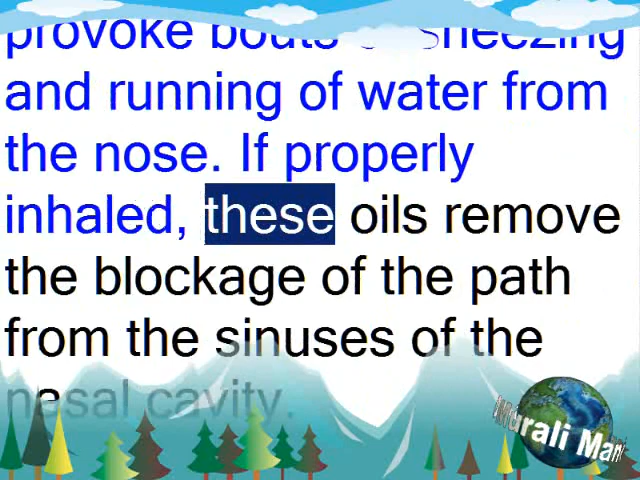 provoke bouts of sneezing
and running of water from
the nose. If properly
inhaled, these oils remove
the blockage of the path
from the sinuses of the
nasal cavity.
Murali Man